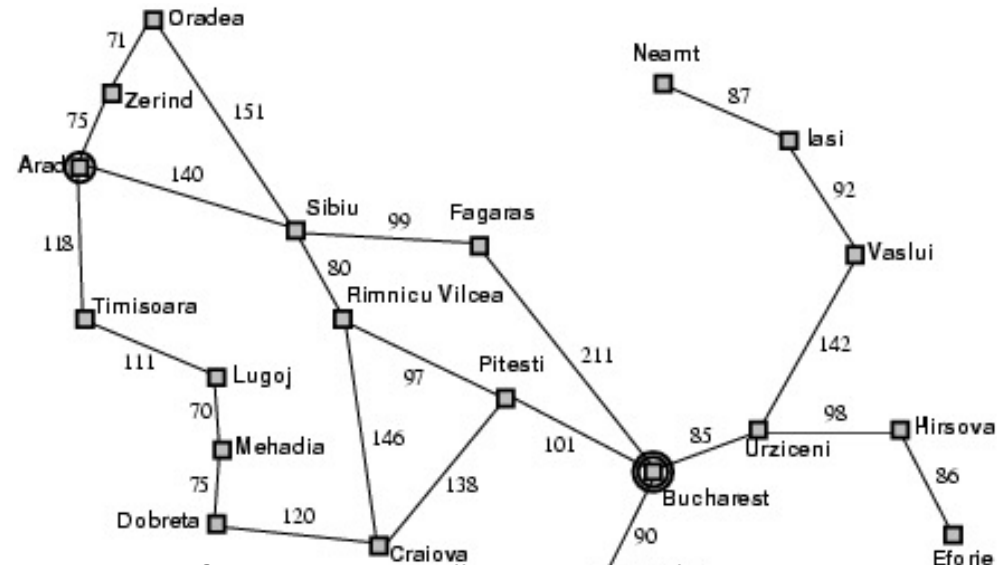 Oradea
71
Neamt
87
Zerind
151
75
Iasi
Arad
140
92
Sibiu
99
Fagaras
118
80
Vaslui
Timisoara
Rimnicu Vilcea
142
111
Pitesti
211
Lugoj
97
70
98
Hirsova
146
101
85
Urziceni
Mehadia
86
75
138
Bucharest
Dobreta
120
90
Craiova
Eforie